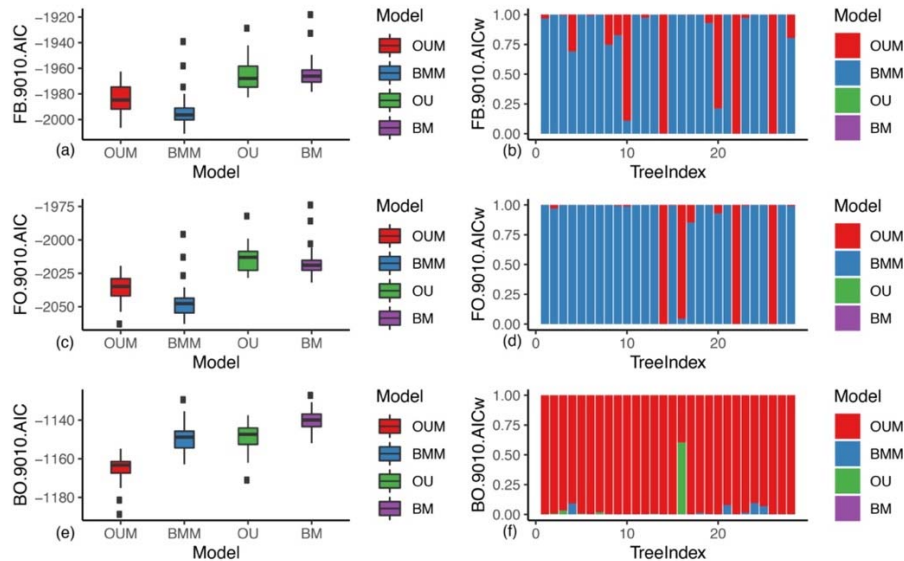 FB.9010.AIC
−1920
−1940
−1960
−1980
−2000
OUM BMM OU BM
(a)
Model
Model
OUM
BMM
OU
BM
FB.9010.AICw
1.00
0.75
0.50
0.25
0.00
0 10 20
(b)
TreeIndex
Model
OUM
BMM
OU
BM
FO.9010.AIC
−1975
−2000
−2025
−2050
OUM BMM OU BM
(c)
Model
Model
OUM
BMM
OU
BM
FO.9010.AICw
1.00
0.75
0.50
0.25
0.00
0 10 20
(d)
TreeIndex
Model
OUM
BMM
OU
BM
BO.9010.AIC
−1140
−1160
−1180
OUM BMM OU BM
(e)
Model
Model
OUM
BMM
OU
BM
BO.9010.AICw
1.00
0.75
0.50
0.25
0.00
0 10 20
(f)
TreeIndex
Model
OUM
BMM
OU
BM